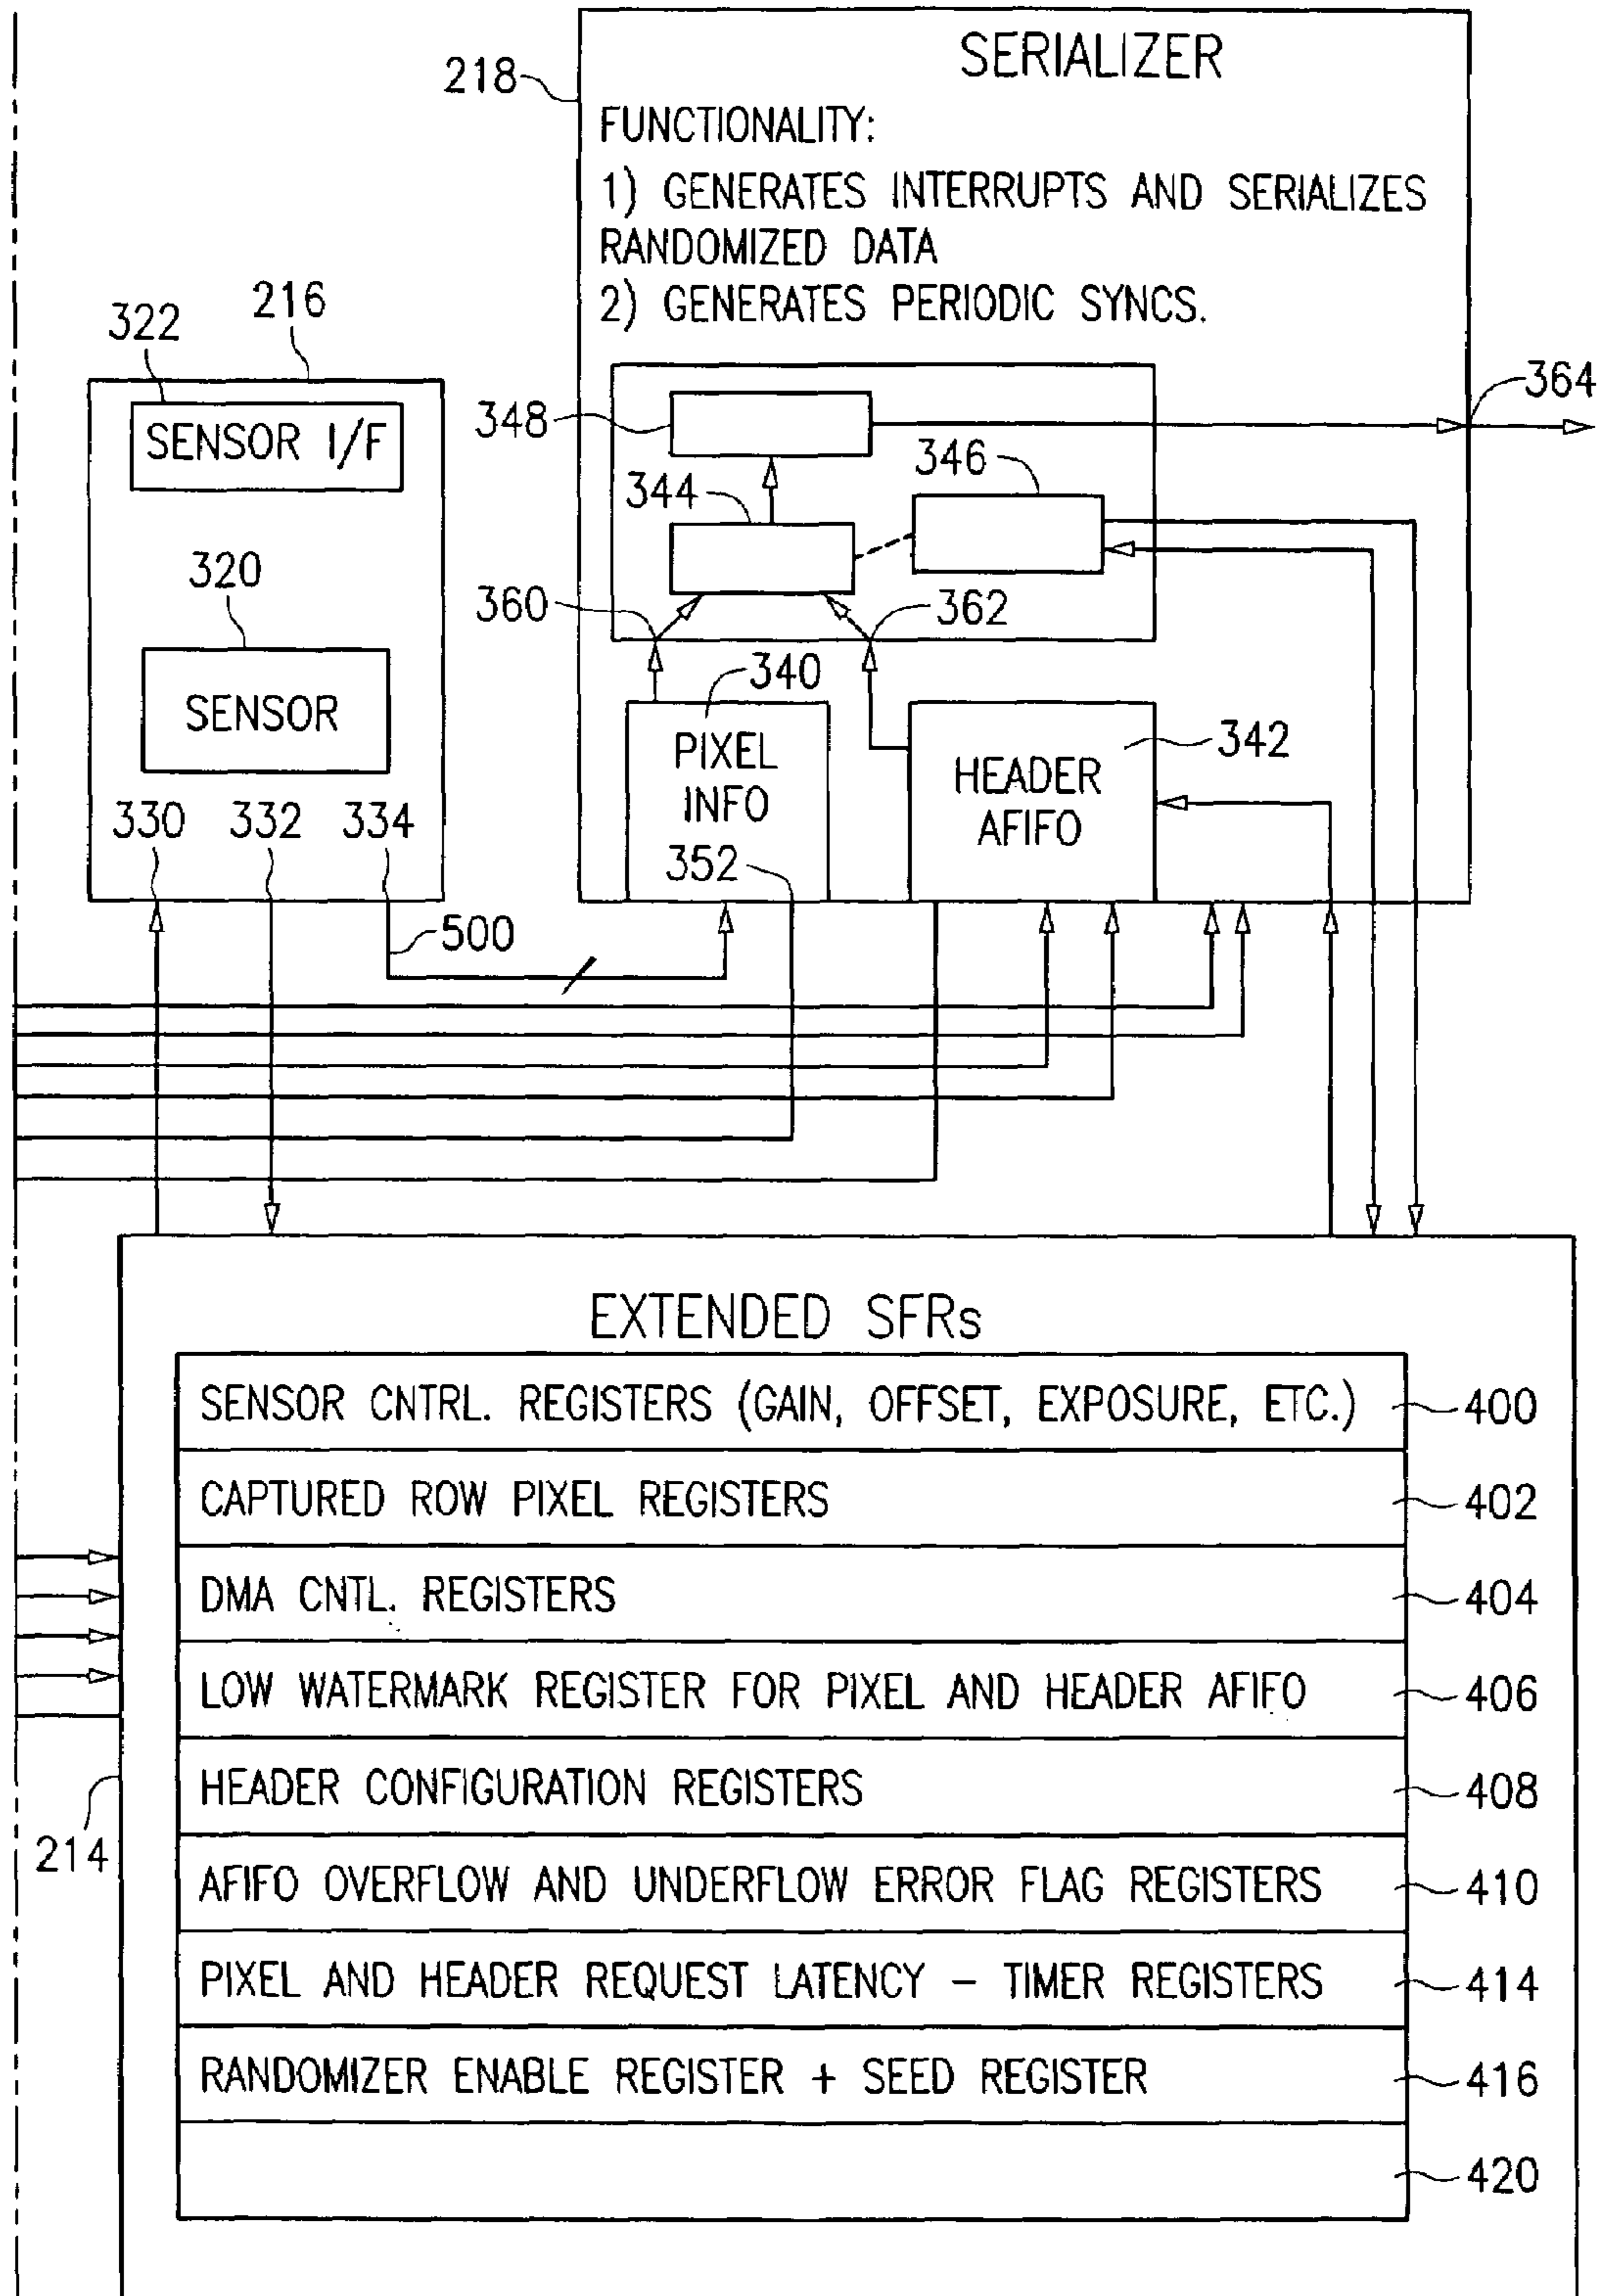 SERIALIZER
218
FUNCTIONALITY:
1) GENERATES INTERRUPTS AND SERIALIZES
RANDOMIZED DATA
2) GENERATES PERIODIC SYNCS.
216
322
SENSOR I/F
364
348
346
344
320
SENSOR
360
362
340
PIXEL
INFO
342
HEADER
AFIFO
330 332 334
352
500
EXTENDED SFRs
SENSOR CNTRL. REGISTERS (GAIN, OFFSET, EXPOSURE, ETC.) 400
CAPTURED ROW PIXEL REGISTERS 402
DMA CNTL. REGISTERS 404
LOW WATERMARK REGISTER FOR PIXEL AND HEADER AFIFO 406
HEADER CONFIGURATION REGISTERS 408
214
AFIFO OVERFLOW AND UNDERFLOW ERROR FLAG REGISTERS 410
PIXEL AND HEADER REQUEST LATENCY – TIMER REGISTERS 414
RANDOMIZER ENABLE REGISTER + SEED REGISTER 416
420